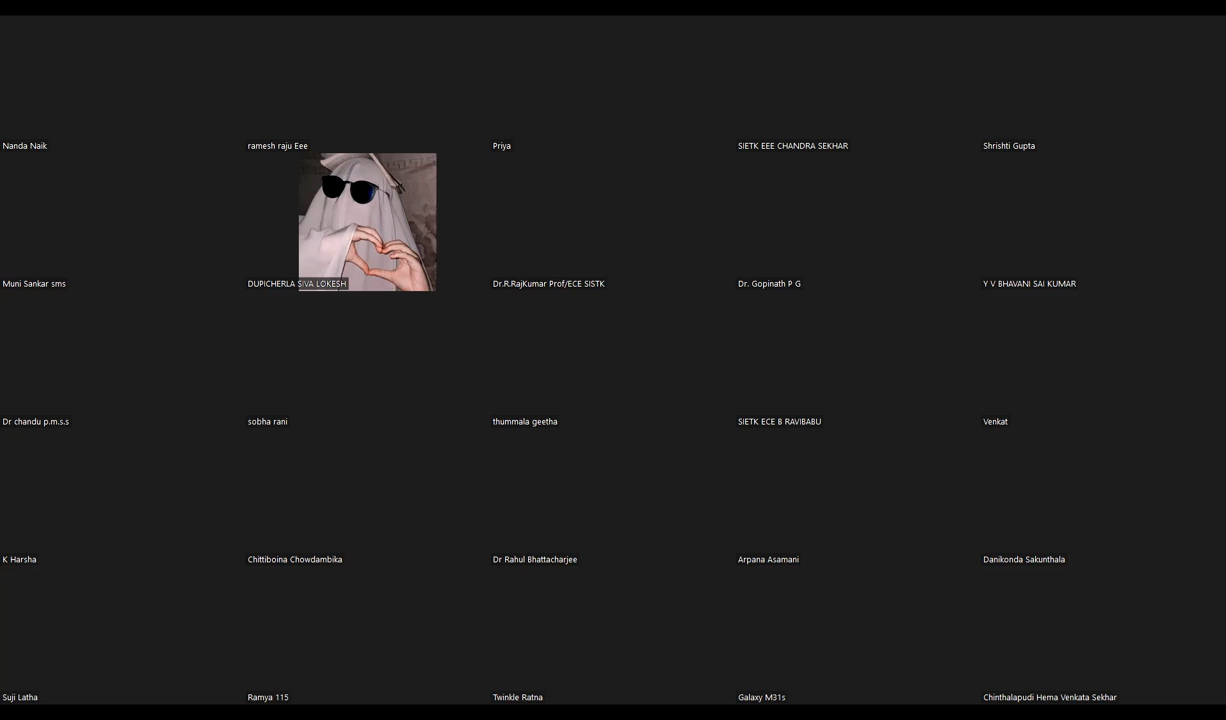 Nanda Naik
ramesh raju Eee
Priya
SIETK EEE CHANDRA SEKHAR
Shrishti Gupta
Muni Sankar sms
DUPICHERLA SIVA LOKESH
Dr.R.RajKumar Prof/ECE SISTK
Dr. Gopinath P G
Y V BHAVANI SAI KUMAR
Dr chandu p.m.s.s
sobha rani
thummala geetha
SIETK ECE B RAVIBABU
Venkat
K Harsha
Chittiboina Chowdambika
Dr Rahul Bhattacharjee
Arpana Asamani
Danikonda Sakunthala
Suji Latha
Ramya 115
Twinkle Ratna
Galaxy M31s
Chinthalapudi Hema Venkata Sekhar